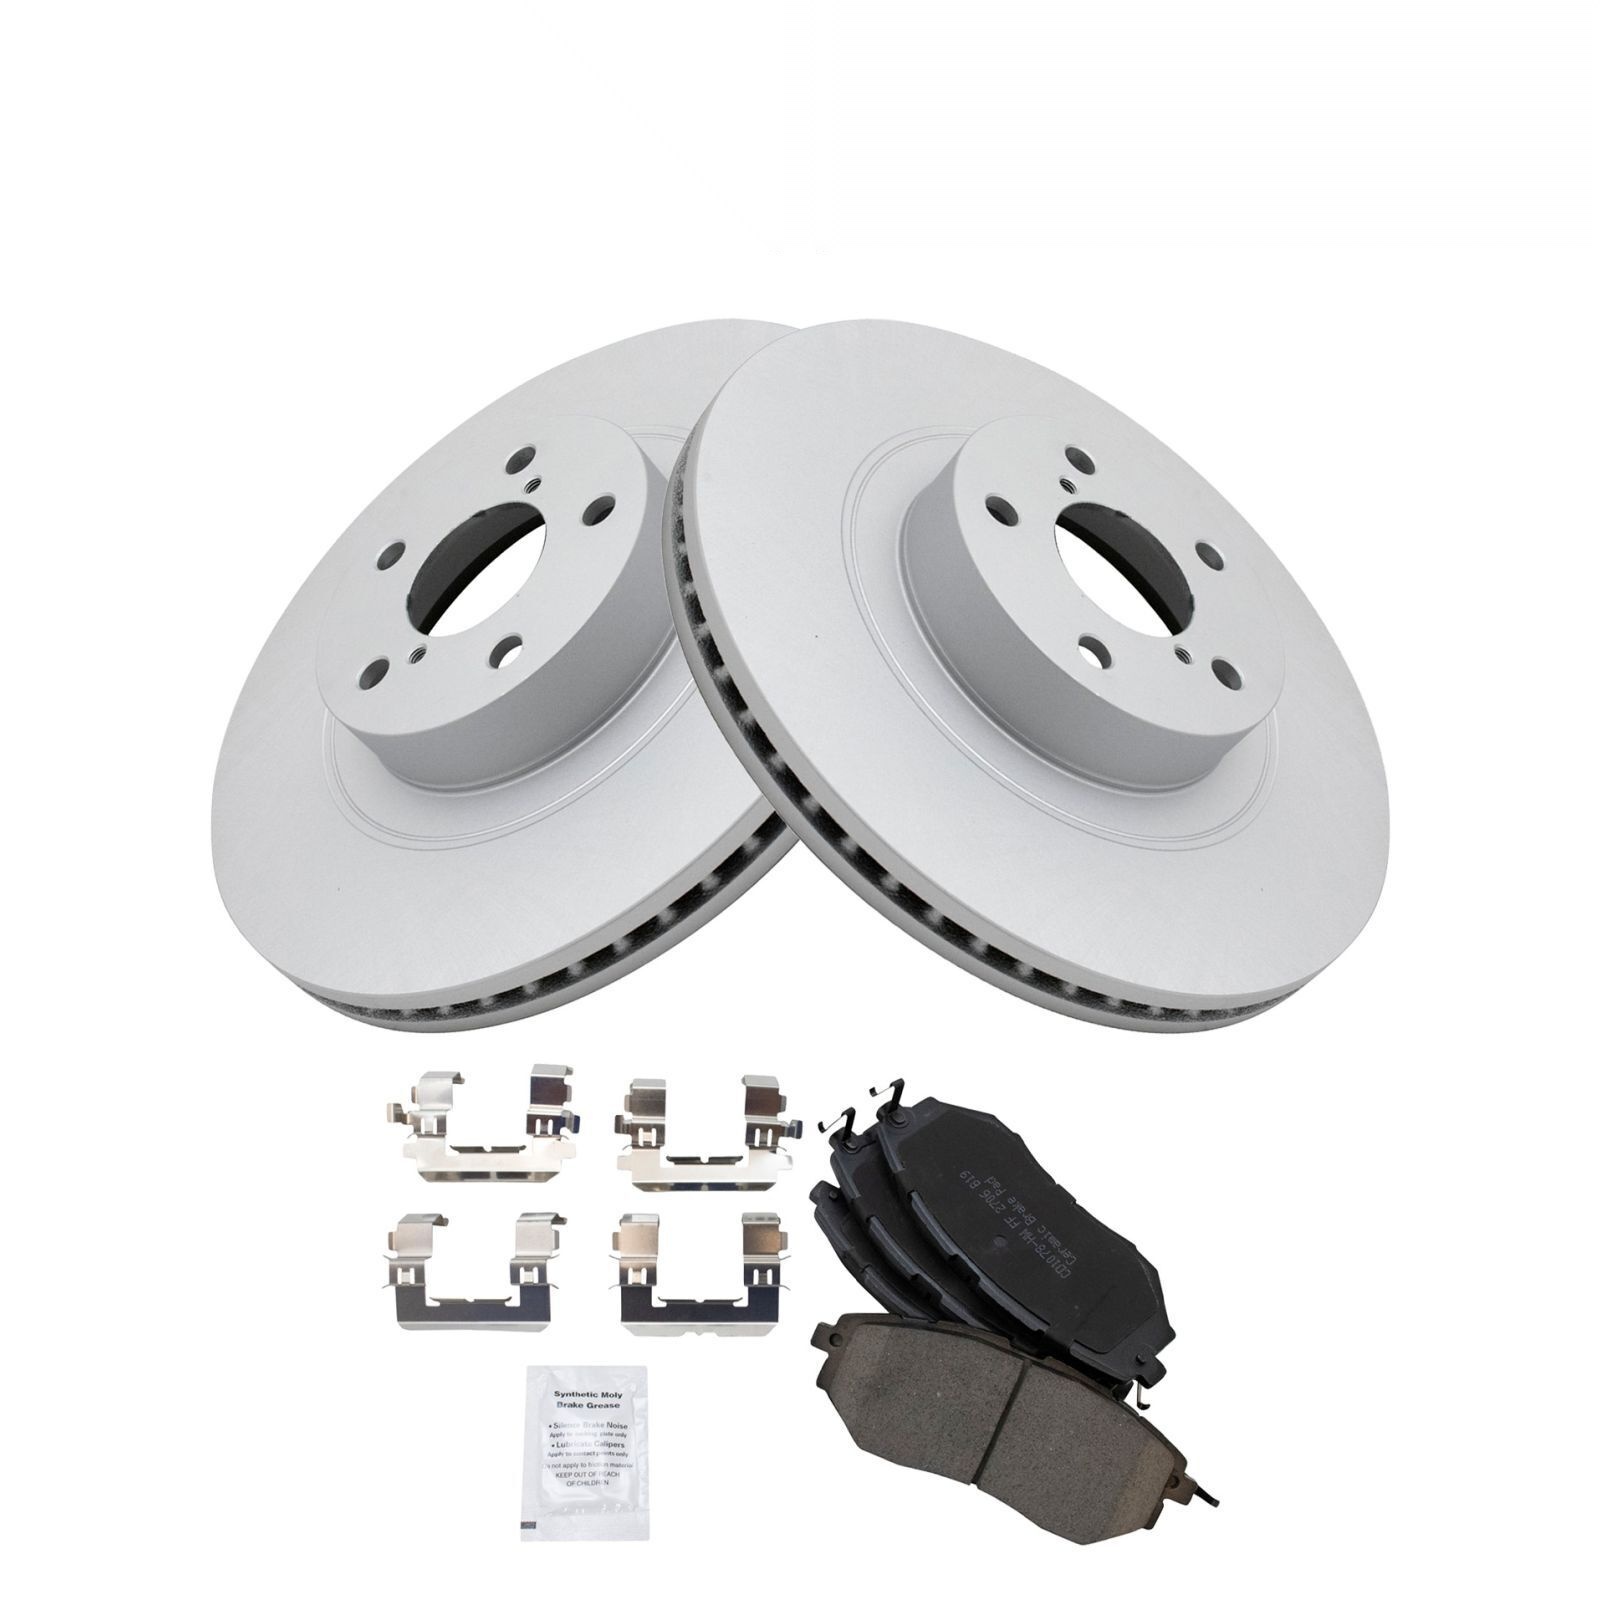 CD1078-HW FF 2706 B19
Ceramic Brake Pad
Synthetic Moly
Brake Grease
• Silence Brake Noise
Apply to backing plate only
• Lubricate Calipers
Apply to contact points only
Do not apply to friction material
KEEP OUT OF REACH
OF CHILDREN